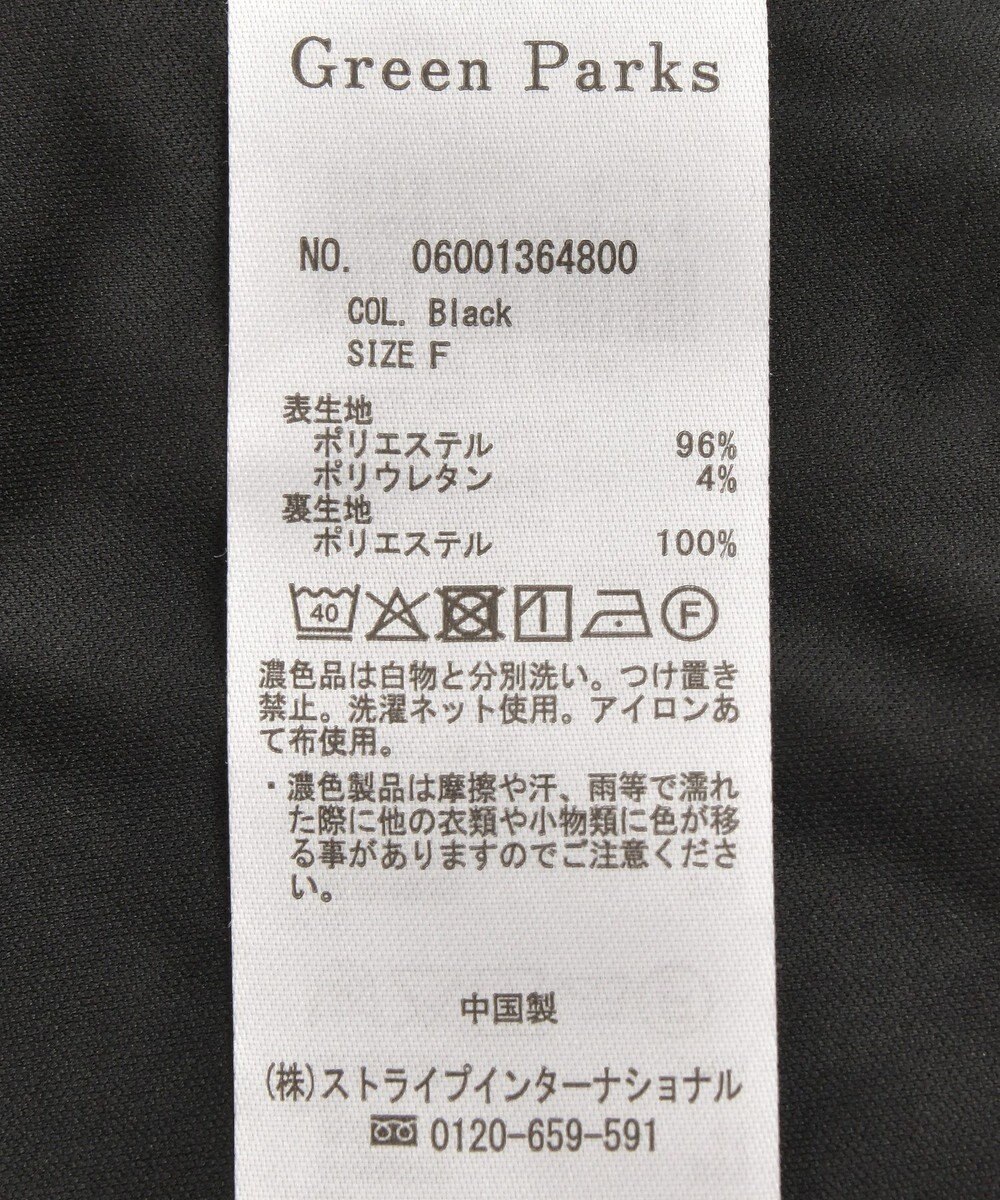 Green Parks
NO. 06001364800
COL. Black
SIZE F
表生地
ポリエステル 96%
ポリウレタン 4%
裏生地
ポリエステル 100%
40 F
濃色品は白物と分別洗い。つけ置き
禁止。洗濯ネット使用。アイロンあ
て布使用。
・濃色製品は摩擦や汗、雨等で濡れ
た際に他の衣類や小物類に色が移
る事がありますのでご注意くださ
い。
中国製
(株)ストライプインターナショナル
0120-659-591